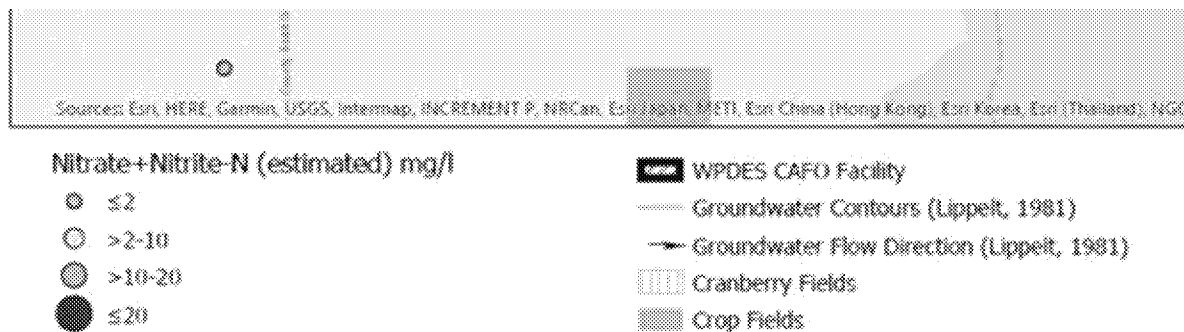 Sources: Esri, HERE, Garmin, USGS, Intermap, INCREMENT P, NRCan, Esri Japan, METI, Esri China (Hong Kong), Esri Korea, Esri (Thailand), NGC
Nitrate+Nitrite-N (estimated) mg/l
≤2
>2-10
>10-20
≤20
WPDES CAFO Facility
Groundwater Contours (Lippelt, 1981)
Groundwater Flow Direction (Lippelt, 1981)
Cranberry Fields
Crop Fields